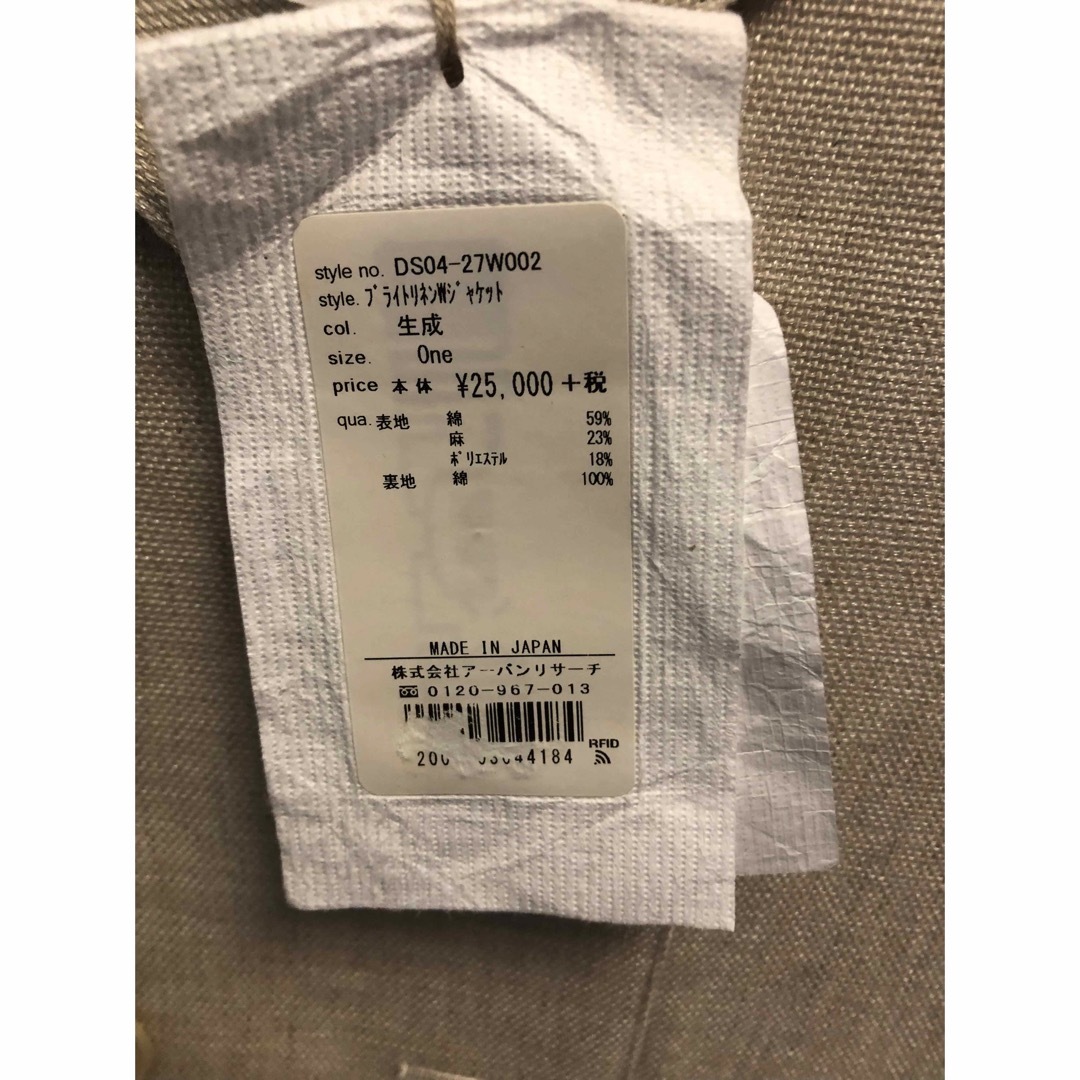 style no. DS04-27W002
style. ﾌﾞﾗｲﾄﾘﾈﾝWｼﾞｬｹｯﾄ
col. 生成
size. One
price 本体 ¥25,000 +税
qua. 表地 綿 59%
麻 23%
ﾎﾟﾘｴｽﾃﾙ 18%
裏地 綿 100%
MADE IN JAPAN
株式会社アーバンリサーチ
0120-967-013
RFID